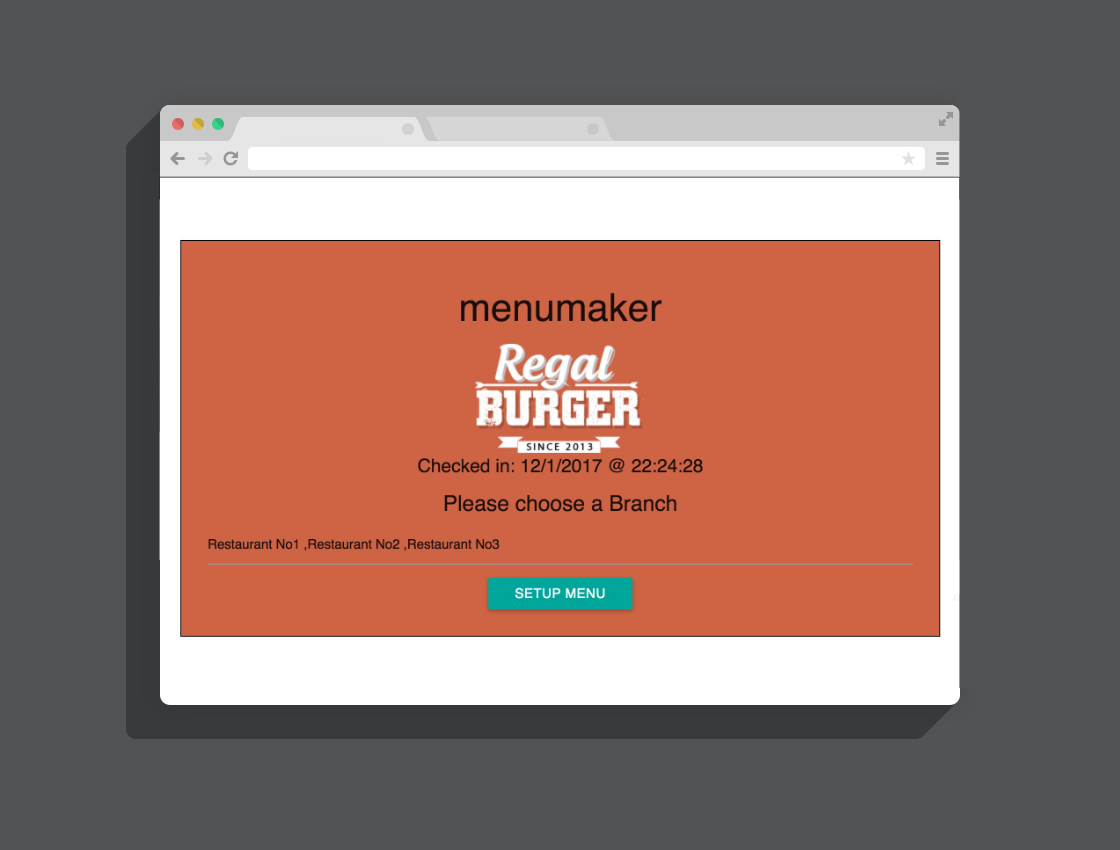 menumaker
Regal
BURGER
SINCE 2013
Checked in: 12/1/2017 @ 22:24:28
Please choose a Branch
Restaurant No1 ,Restaurant No2 ,Restaurant No3
SETUP MENU